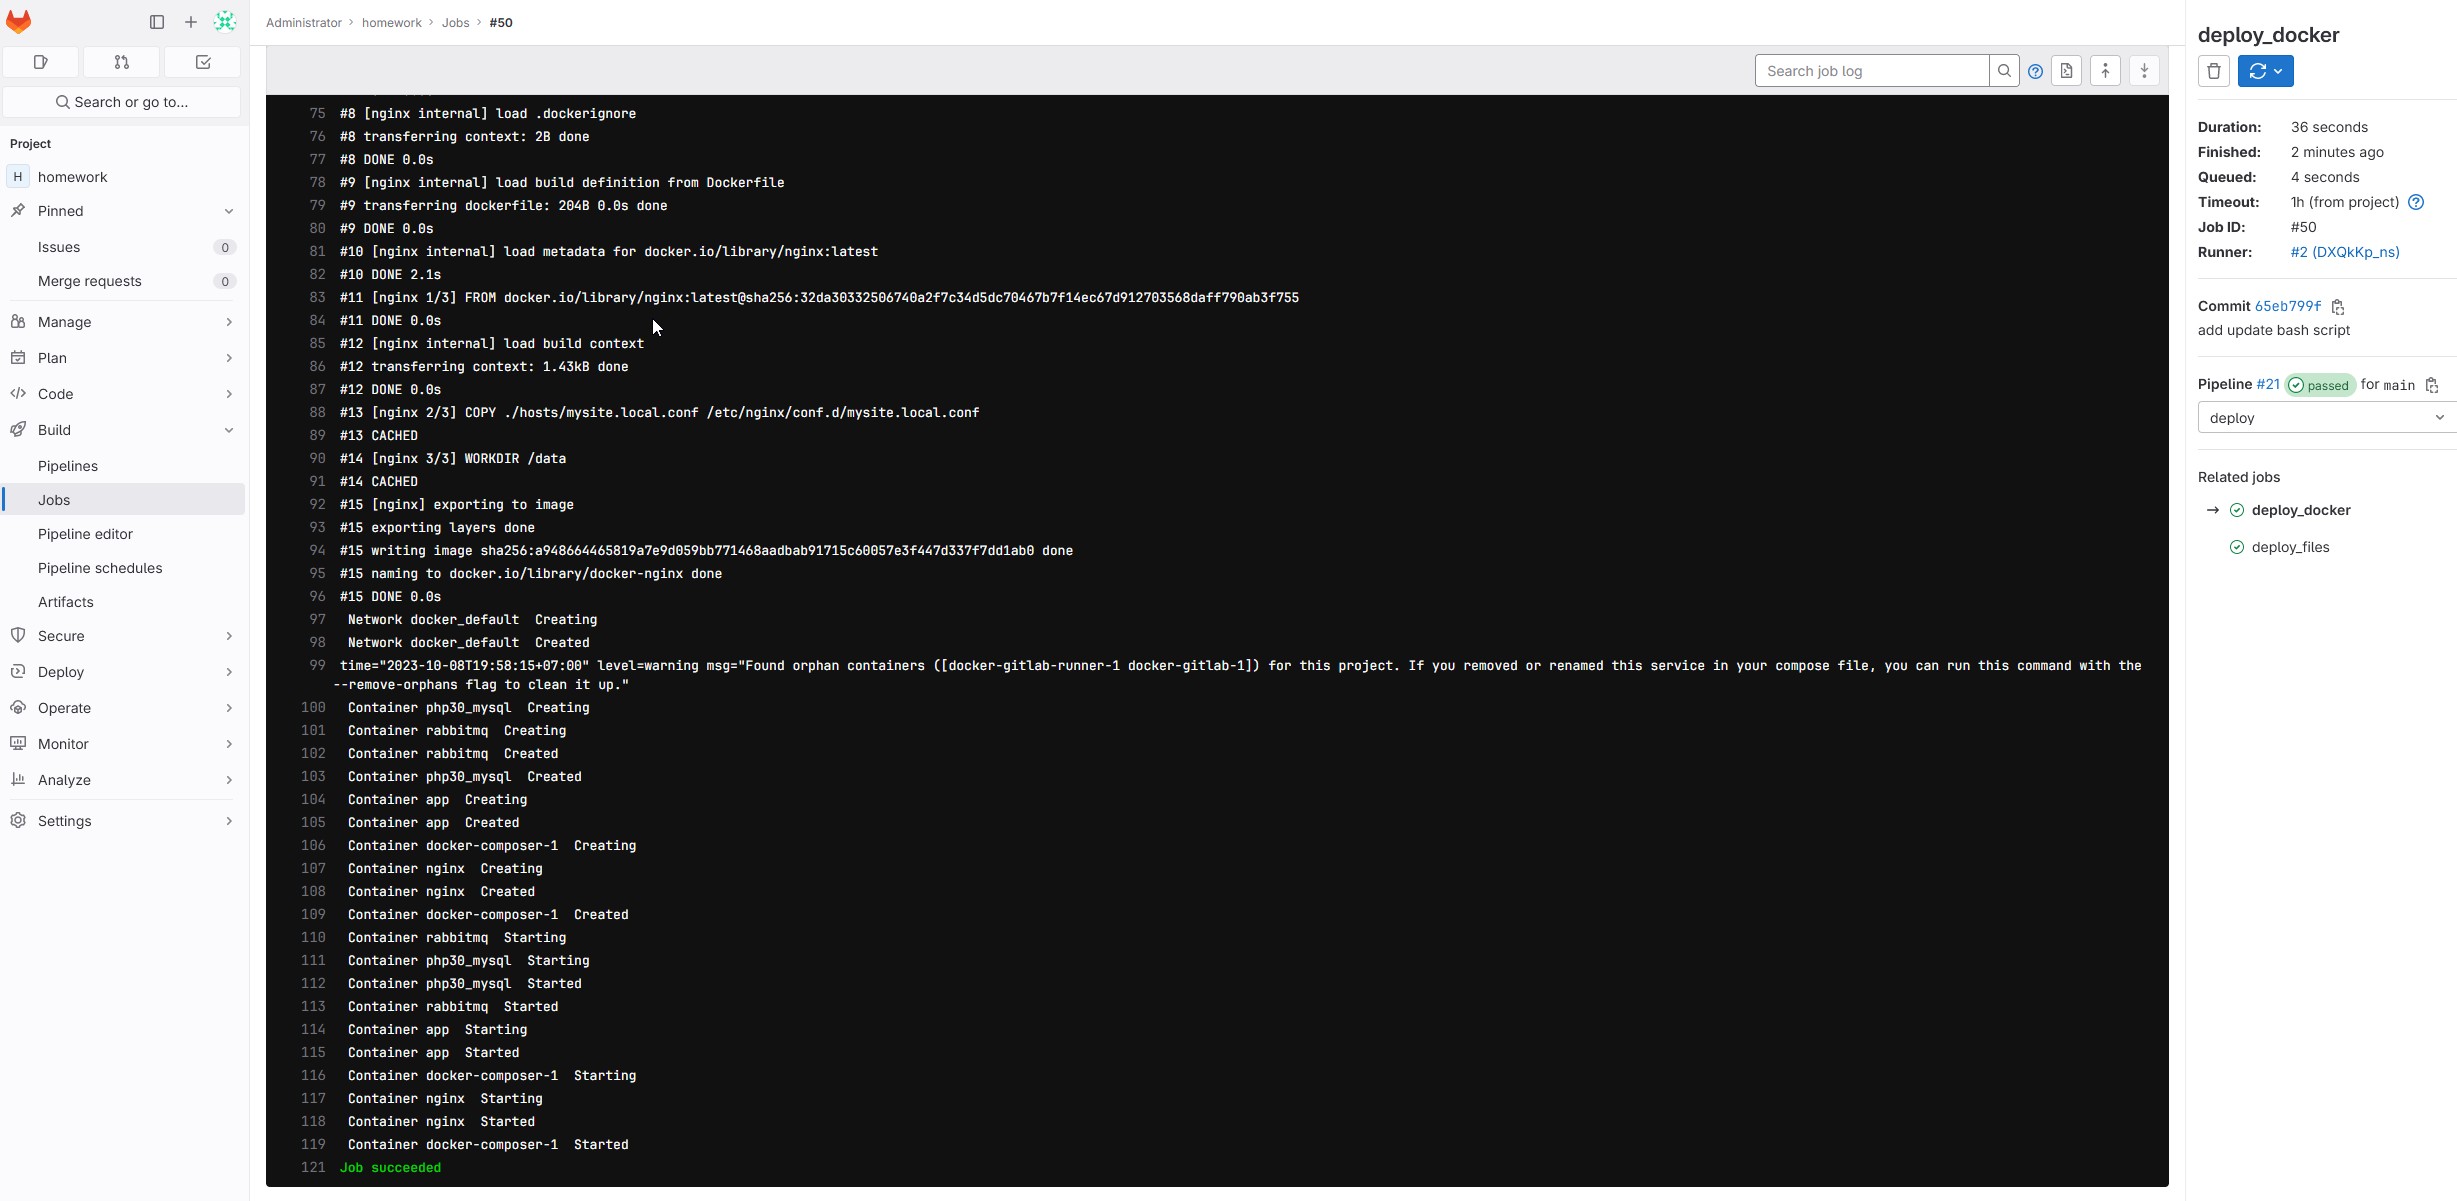 Administrator > homework > Jobs > #50
Search or go to...
Project
H homework
Pinned
Issues 0
Merge requests 0
Manage
Plan
Code
Build
Pipelines
Jobs
Pipeline editor
Pipeline schedules
Artifacts
Secure
Deploy
Operate
Monitor
Analyze
Settings
Search job log
75 #8 [nginx internal] load .dockerignore
76 #8 transferring context: 2B done
77 #8 DONE 0.0s
78 #9 [nginx internal] load build definition from Dockerfile
79 #9 transferring dockerfile: 204B 0.0s done
80 #9 DONE 0.0s
81 #10 [nginx internal] load metadata for docker.io/library/nginx:latest
82 #10 DONE 2.1s
83 #11 [nginx 1/3] FROM docker.io/library/nginx:latest@sha256:32da30332506740a2f7c34d5dc70467b7f14ec67d912703568daff790ab3f755
84 #11 DONE 0.0s
85 #12 [nginx internal] load build context
86 #12 transferring context: 1.43kB done
87 #12 DONE 0.0s
88 #13 [nginx 2/3] COPY ./hosts/mysite.local.conf /etc/nginx/conf.d/mysite.local.conf
89 #13 CACHED
90 #14 [nginx 3/3] WORKDIR /data
91 #14 CACHED
92 #15 [nginx] exporting to image
93 #15 exporting layers done
94 #15 writing image sha256:a948664465819a7e9d059bb771468aadbab91715c60057e3f447d337f7dd1ab0 done
95 #15 naming to docker.io/library/docker-nginx done
96 #15 DONE 0.0s
97 Network docker_default Creating
98 Network docker_default Created
99 time="2023-10-08T19:58:15+07:00" level=warning msg="Found orphan containers ([docker-gitlab-runner-1 docker-gitlab-1]) for this project. If you removed or renamed this service in your compose file, you can run this command with the
--remove-orphans flag to clean it up."
100 Container php30_mysql Creating
101 Container rabbitmq Creating
102 Container rabbitmq Created
103 Container php30_mysql Created
104 Container app Creating
105 Container app Created
106 Container docker-composer-1 Creating
107 Container nginx Creating
108 Container nginx Created
109 Container docker-composer-1 Created
110 Container rabbitmq Starting
111 Container php30_mysql Starting
112 Container php30_mysql Started
113 Container rabbitmq Started
114 Container app Starting
115 Container app Started
116 Container docker-composer-1 Starting
117 Container nginx Starting
118 Container nginx Started
119 Container docker-composer-1 Started
121 Job succeeded
deploy_docker
Duration: 36 seconds
Finished: 2 minutes ago
Queued: 4 seconds
Timeout: 1h (from project)
Job ID: #50
Runner: #2 (DXQkKp_ns)
Commit 65eb799f
add update bash script
Pipeline #21 passed for main
deploy
Related jobs
→ deploy_docker
deploy_files